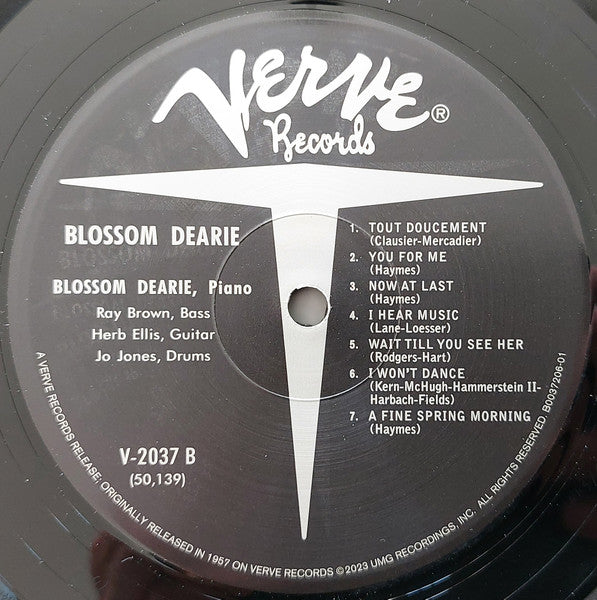 Verve®
Records
BLOSSOM DEARIE
BLOSSOM DEARIE, Piano
Ray Brown, Bass
Herb Ellis, Guitar
Jo Jones, Drums
V-2037 B
(50,139)
1. TOUT DOUCEMENT
(Clausier-Mercadier)
2. YOU FOR ME
(Haymes)
3. NOW AT LAST
(Haymes)
4. I HEAR MUSIC
(Lane-Loesser)
5. WAIT TILL YOU SEE HER
(Rodgers-Hart)
6. I WON'T DANCE
(Kern-McHugh-Hammerstein II-
Harbach-Fields)
7. A FINE SPRING MORNING
(Haymes)
A VERVE RECORDS RELEASE; ORIGINALLY RELEASED IN 1957 ON VERVE RECORDS ©2023 UMG RECORDINGS, INC. ALL RIGHTS RESERVED. B0037206-01